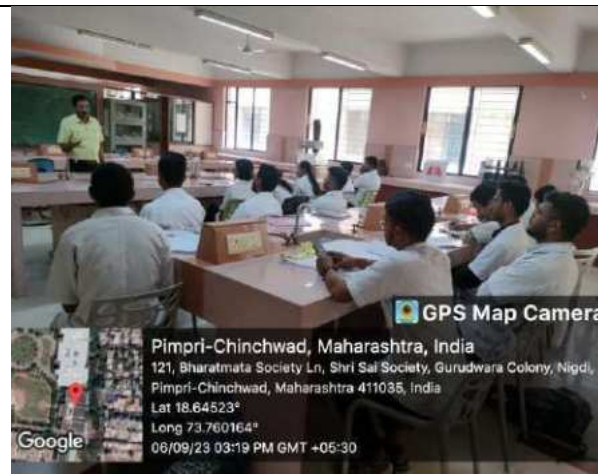 GPS Map Camera
Pimpri-Chinchwad, Maharashtra, India
121, Bharatmata Society Ln, Shri Sai Society, Gurudwara Colony, Nigdi,
Pimpri-Chinchwad, Maharashtra 411035, India
Lat 18.64523°
Long 73.760164°
06/09/23 03:19 PM GMT +05:30
Google